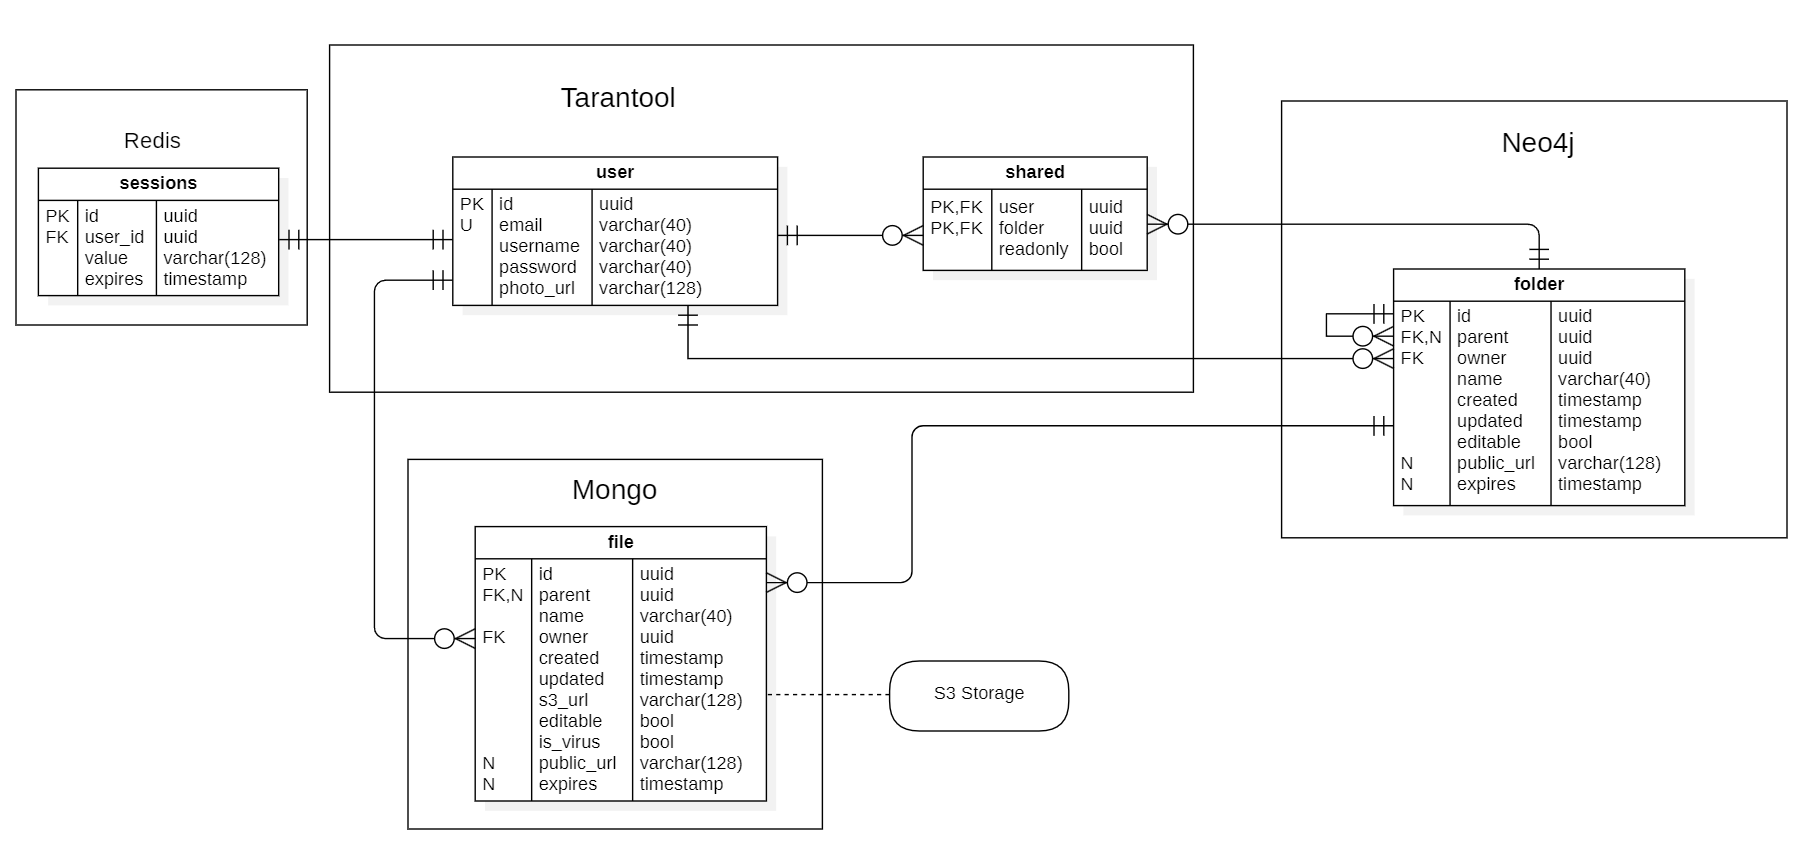 Redis
sessions
PK id uuid
FK user_id uuid
value varchar(128)
expires timestamp
Tarantool
user
PK id uuid
U email varchar(40)
username varchar(40)
password varchar(40)
photo_url varchar(128)
shared
PK,FK user uuid
PK,FK folder uuid
readonly bool
Neo4j
folder
PK id uuid
FK,N parent uuid
FK owner uuid
name varchar(40)
created timestamp
updated timestamp
editable bool
N public_url varchar(128)
N expires timestamp
Mongo
file
PK id uuid
FK,N parent uuid
name varchar(40)
FK owner uuid
created timestamp
updated timestamp
s3_url varchar(128)
editable bool
is_virus bool
N public_url varchar(128)
N expires timestamp
S3 Storage